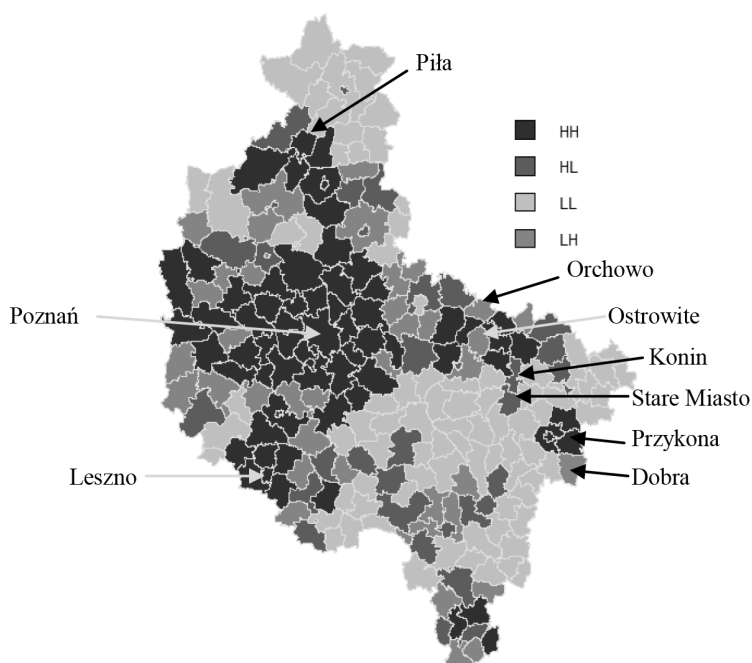 Piła
HH
HL
LL
LH
Orchowo
Poznań
Ostrowite
Konin
Stare Miasto
Przykona
Leszno
Dobra